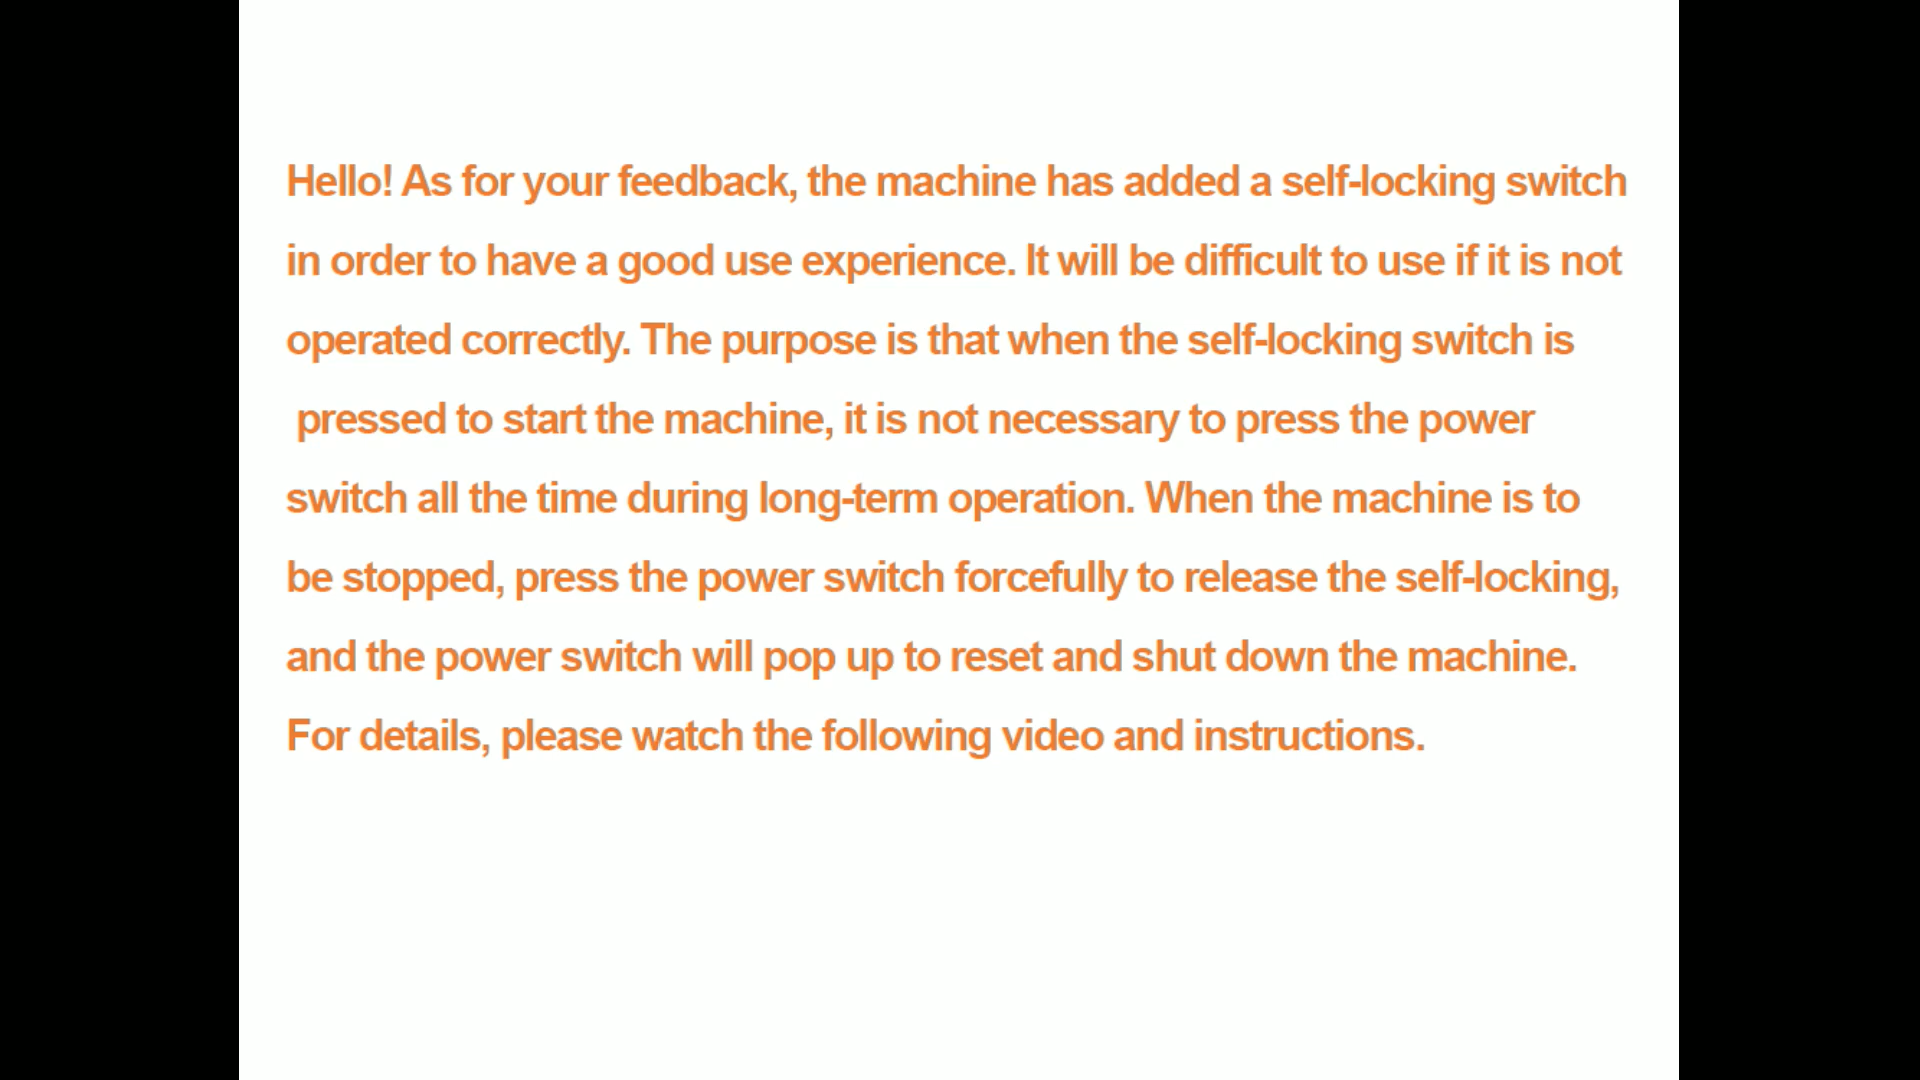 Hello! As for your feedback, the machine has added a self-locking switch
in order to have a good use experience. It will be difficult to use if it is not
operated correctly. The purpose is that when the self-locking switch is
pressed to start the machine, it is not necessary to press the power
switch all the time during long-term operation. When the machine is to
be stopped, press the power switch forcefully to release the self-locking,
and the power switch will pop up to reset and shut down the machine.
For details, please watch the following video and instructions.